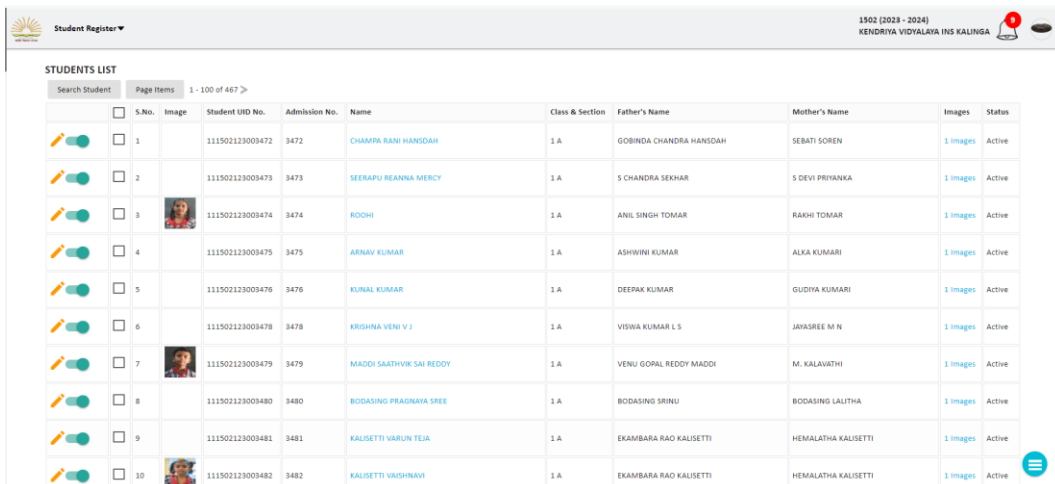 Student Register▼
1502 (2023 - 2024)
KENDRIYA VIDYALAYA INS KALINGA
9
STUDENTS LIST
Search Student Page Items 1 - 100 of 467 >
S.No. Image Student UID No. Admission No. Name Class & Section Father's Name Mother's Name Images Status
1 111502123003472 3472 CHAMPA RANI HANSDAH 1 A GOBINDA CHANDRA HANSDAH SEBATI SOREN 1 Images Active
2 111502123003473 3473 SEERAPU REANNA MERCY 1 A S CHANDRA SEKHAR S DEVI PRIYANKA 1 Images Active
3 111502123003474 3474 ROOHI 1 A ANIL SINGH TOMAR RAKHI TOMAR 1 Images Active
4 111502123003475 3475 ARNAV KUMAR 1 A ASHWINI KUMAR ALKA KUMARI 1 Images Active
5 111502123003476 3476 KUNAL KUMAR 1 A DEEPAK KUMAR GUDIYA KUMARI 1 Images Active
6 111502123003478 3478 KRISHNA VENI V J 1 A VISWA KUMAR L S JAYASREE M N 1 Images Active
7 111502123003479 3479 MADDI SAATHVIK SAI REDDY 1 A VENU GOPAL REDDY MADDI M. KALAVATHI 1 Images Active
8 111502123003480 3480 BODASING PRAGNAYA SREE 1 A BODASING SRINU BODASING LALITHA 1 Images Active
9 111502123003481 3481 KALISETTI VARUN TEJA 1 A EKAMBARA RAO KALISETTI HEMALATHA KALISETTI 1 Images Active
10 111502123003482 3482 KALISETTI VAISHNAVI 1 A EKAMBARA RAO KALISETTI HEMALATHA KALISETTI 1 Images Active